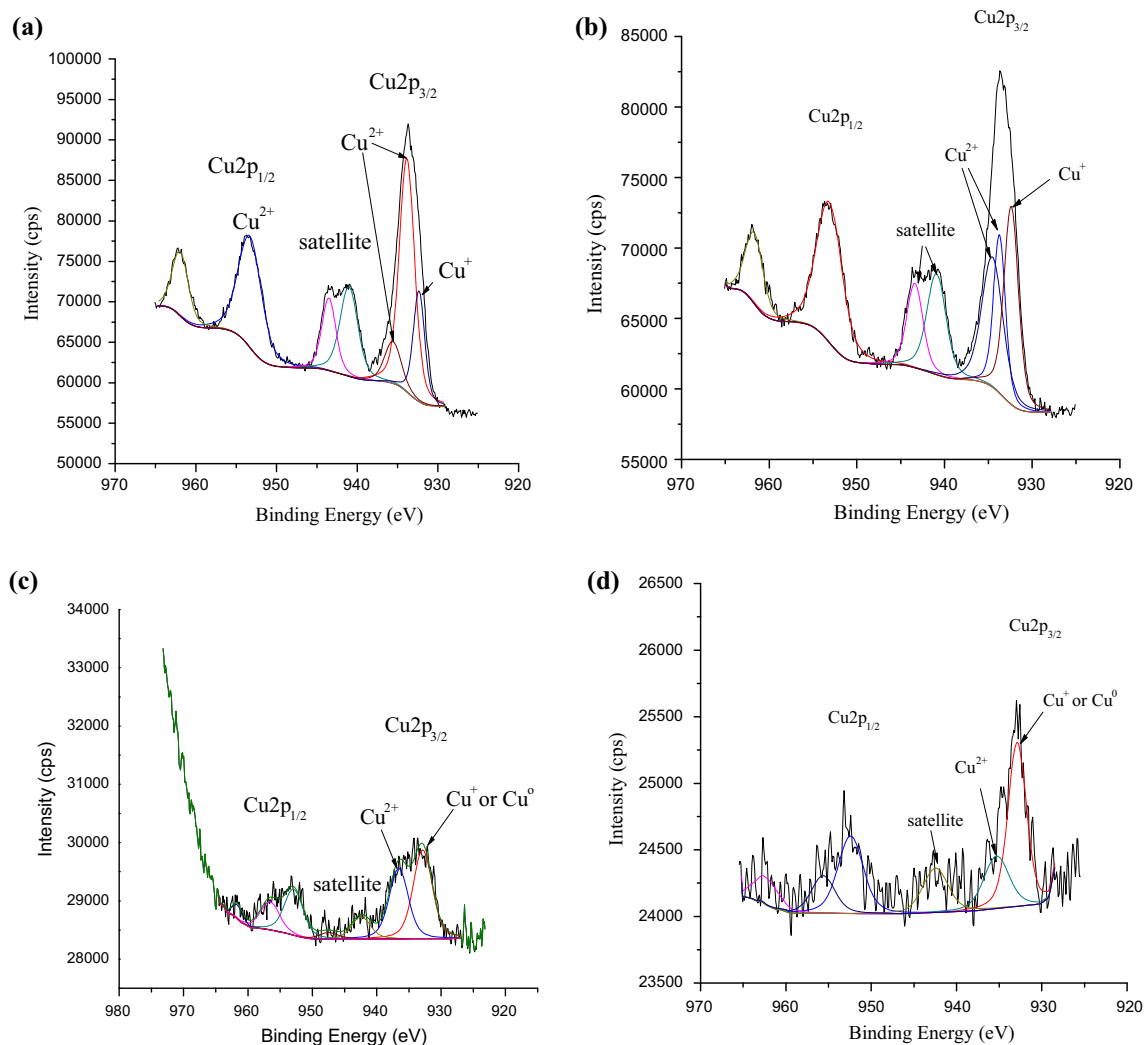 (a)
Cu2p3/2
Cu2+
Cu2p1/2
Cu2+
satellite
Cu+
100000
95000
90000
85000
80000
75000
70000
65000
60000
55000
50000
Intensity (cps)
970 960 950 940 930 920
Binding Energy (eV)
(b)
Cu2p3/2
Cu2p1/2
Cu2+
Cu+
satellite
85000
80000
75000
70000
65000
60000
55000
Intensity (cps)
970 960 950 940 930 920
Binding Energy (eV)
(c)
Cu2p3/2
Cu2p1/2
Cu2+
Cu+ or Cuo
satellite
34000
33000
32000
31000
30000
29000
28000
Intensity (cps)
980 970 960 950 940 930 920
Binding Energy (eV)
(d)
Cu2p3/2
Cu+ or Cu0
Cu2p1/2
Cu2+
satellite
26500
26000
25500
25000
24500
24000
23500
Intensity (cps)
970 960 950 940 930 920
Binding Energy (eV)